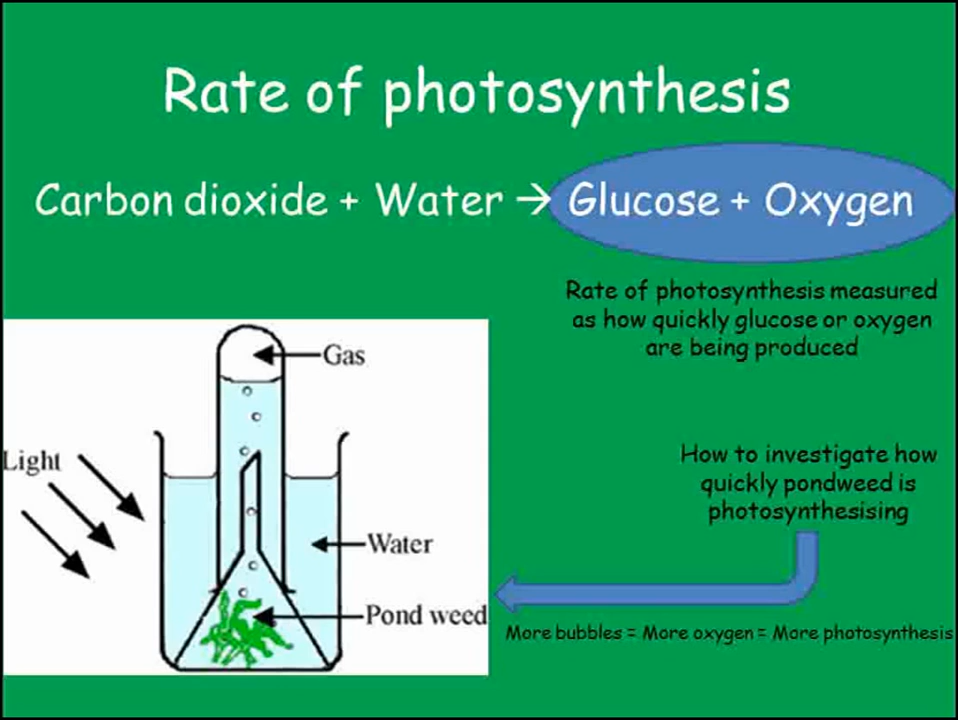 Rate of photosynthesis
Carbon dioxide + Water → Glucose + Oxygen
Rate of photosynthesis measured
as how quickly glucose or oxygen
are being produced
Gas
Light
Water
Pond weed
How to investigate how
quickly pondweed is
photosynthesising
More bubbles = More oxygen = More photosynthesis